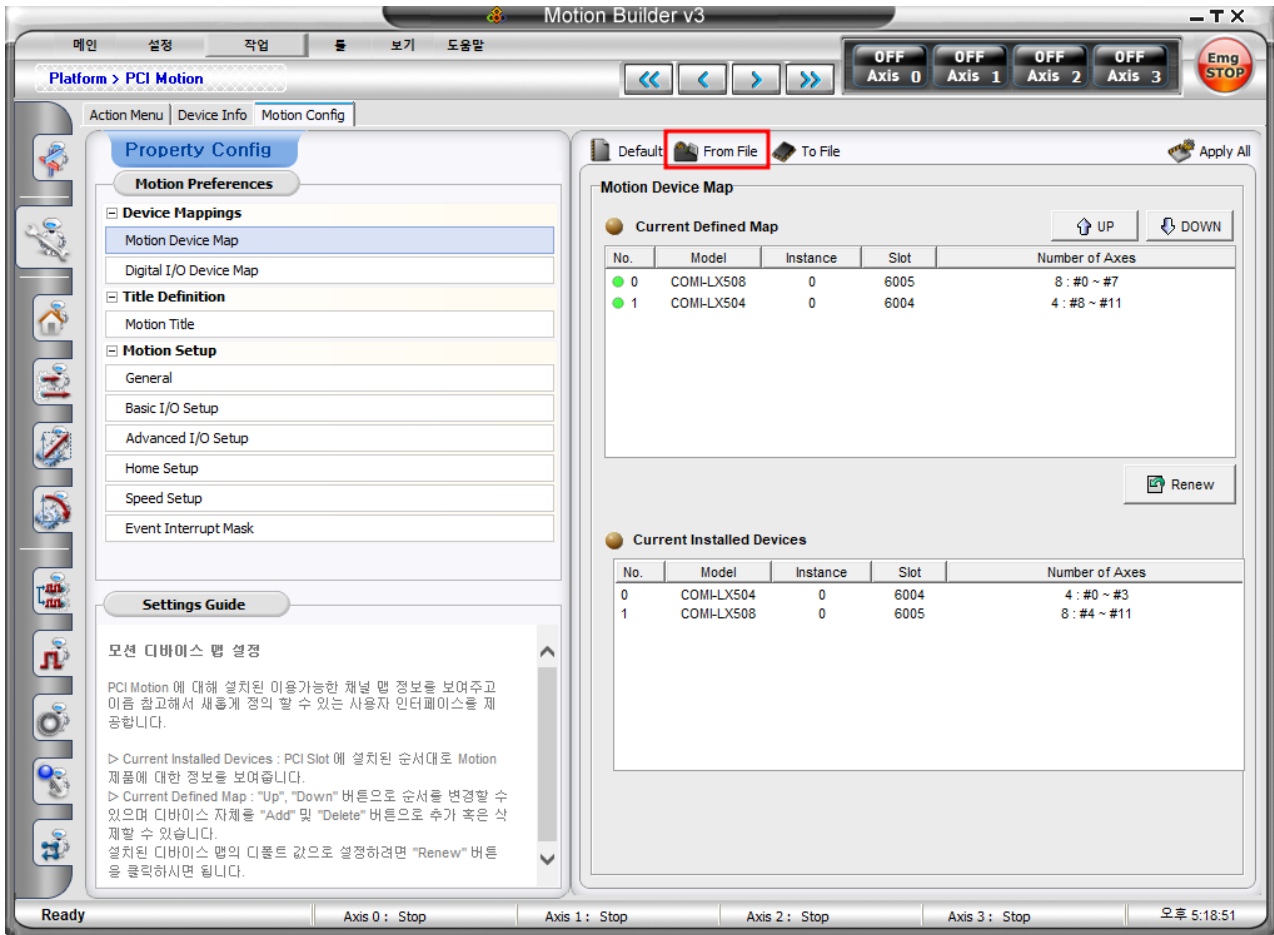 Motion Builder v3
메인 설정 작업 툴 보기 도움말
Platform > PCI Motion
OFF Axis 0
OFF Axis 1
OFF Axis 2
OFF Axis 3
Emg STOP
Action Menu Device Info Motion Config
Property Config
Motion Preferences
Device Mappings
Motion Device Map
Digital I/O Device Map
Title Definition
Motion Title
Motion Setup
General
Basic I/O Setup
Advanced I/O Setup
Home Setup
Speed Setup
Event Interrupt Mask
Settings Guide
모션 디바이스 맵 설정
PCI Motion 에 대해 설치된 이용가능한 채널 맵 정보를 보여주고
이를 참고해서 새롭게 정의 할 수 있는 사용자 인터페이스를 제
공합니다.
▷ Current Installed Devices : PCI Slot 에 설치된 순서대로 Motion
제품에 대한 정보를 보여줍니다.
▷ Current Defined Map : "Up", "Down" 버튼으로 순서를 변경할 수
있으며 디바이스 자체를 "Add" 및 "Delete" 버튼으로 추가 혹은 삭
제할 수 있습니다.
설치된 디바이스 맵의 디폴트 값으로 설정하려면 "Renew" 버튼
을 클릭하시면 됩니다.
Default From File To File Apply All
Motion Device Map
Current Defined Map UP DOWN
No. Model Instance Slot Number of Axes
0 COMI-LX508 0 6005 8 : #0 ~ #7
1 COMI-LX504 0 6004 4 : #8 ~ #11
Renew
Current Installed Devices
No. Model Instance Slot Number of Axes
0 COMI-LX504 0 6004 4 : #0 ~ #3
1 COMI-LX508 0 6005 8 : #4 ~ #11
Ready Axis 0 : Stop Axis 1 : Stop Axis 2 : Stop Axis 3 : Stop 오후 5:18:51